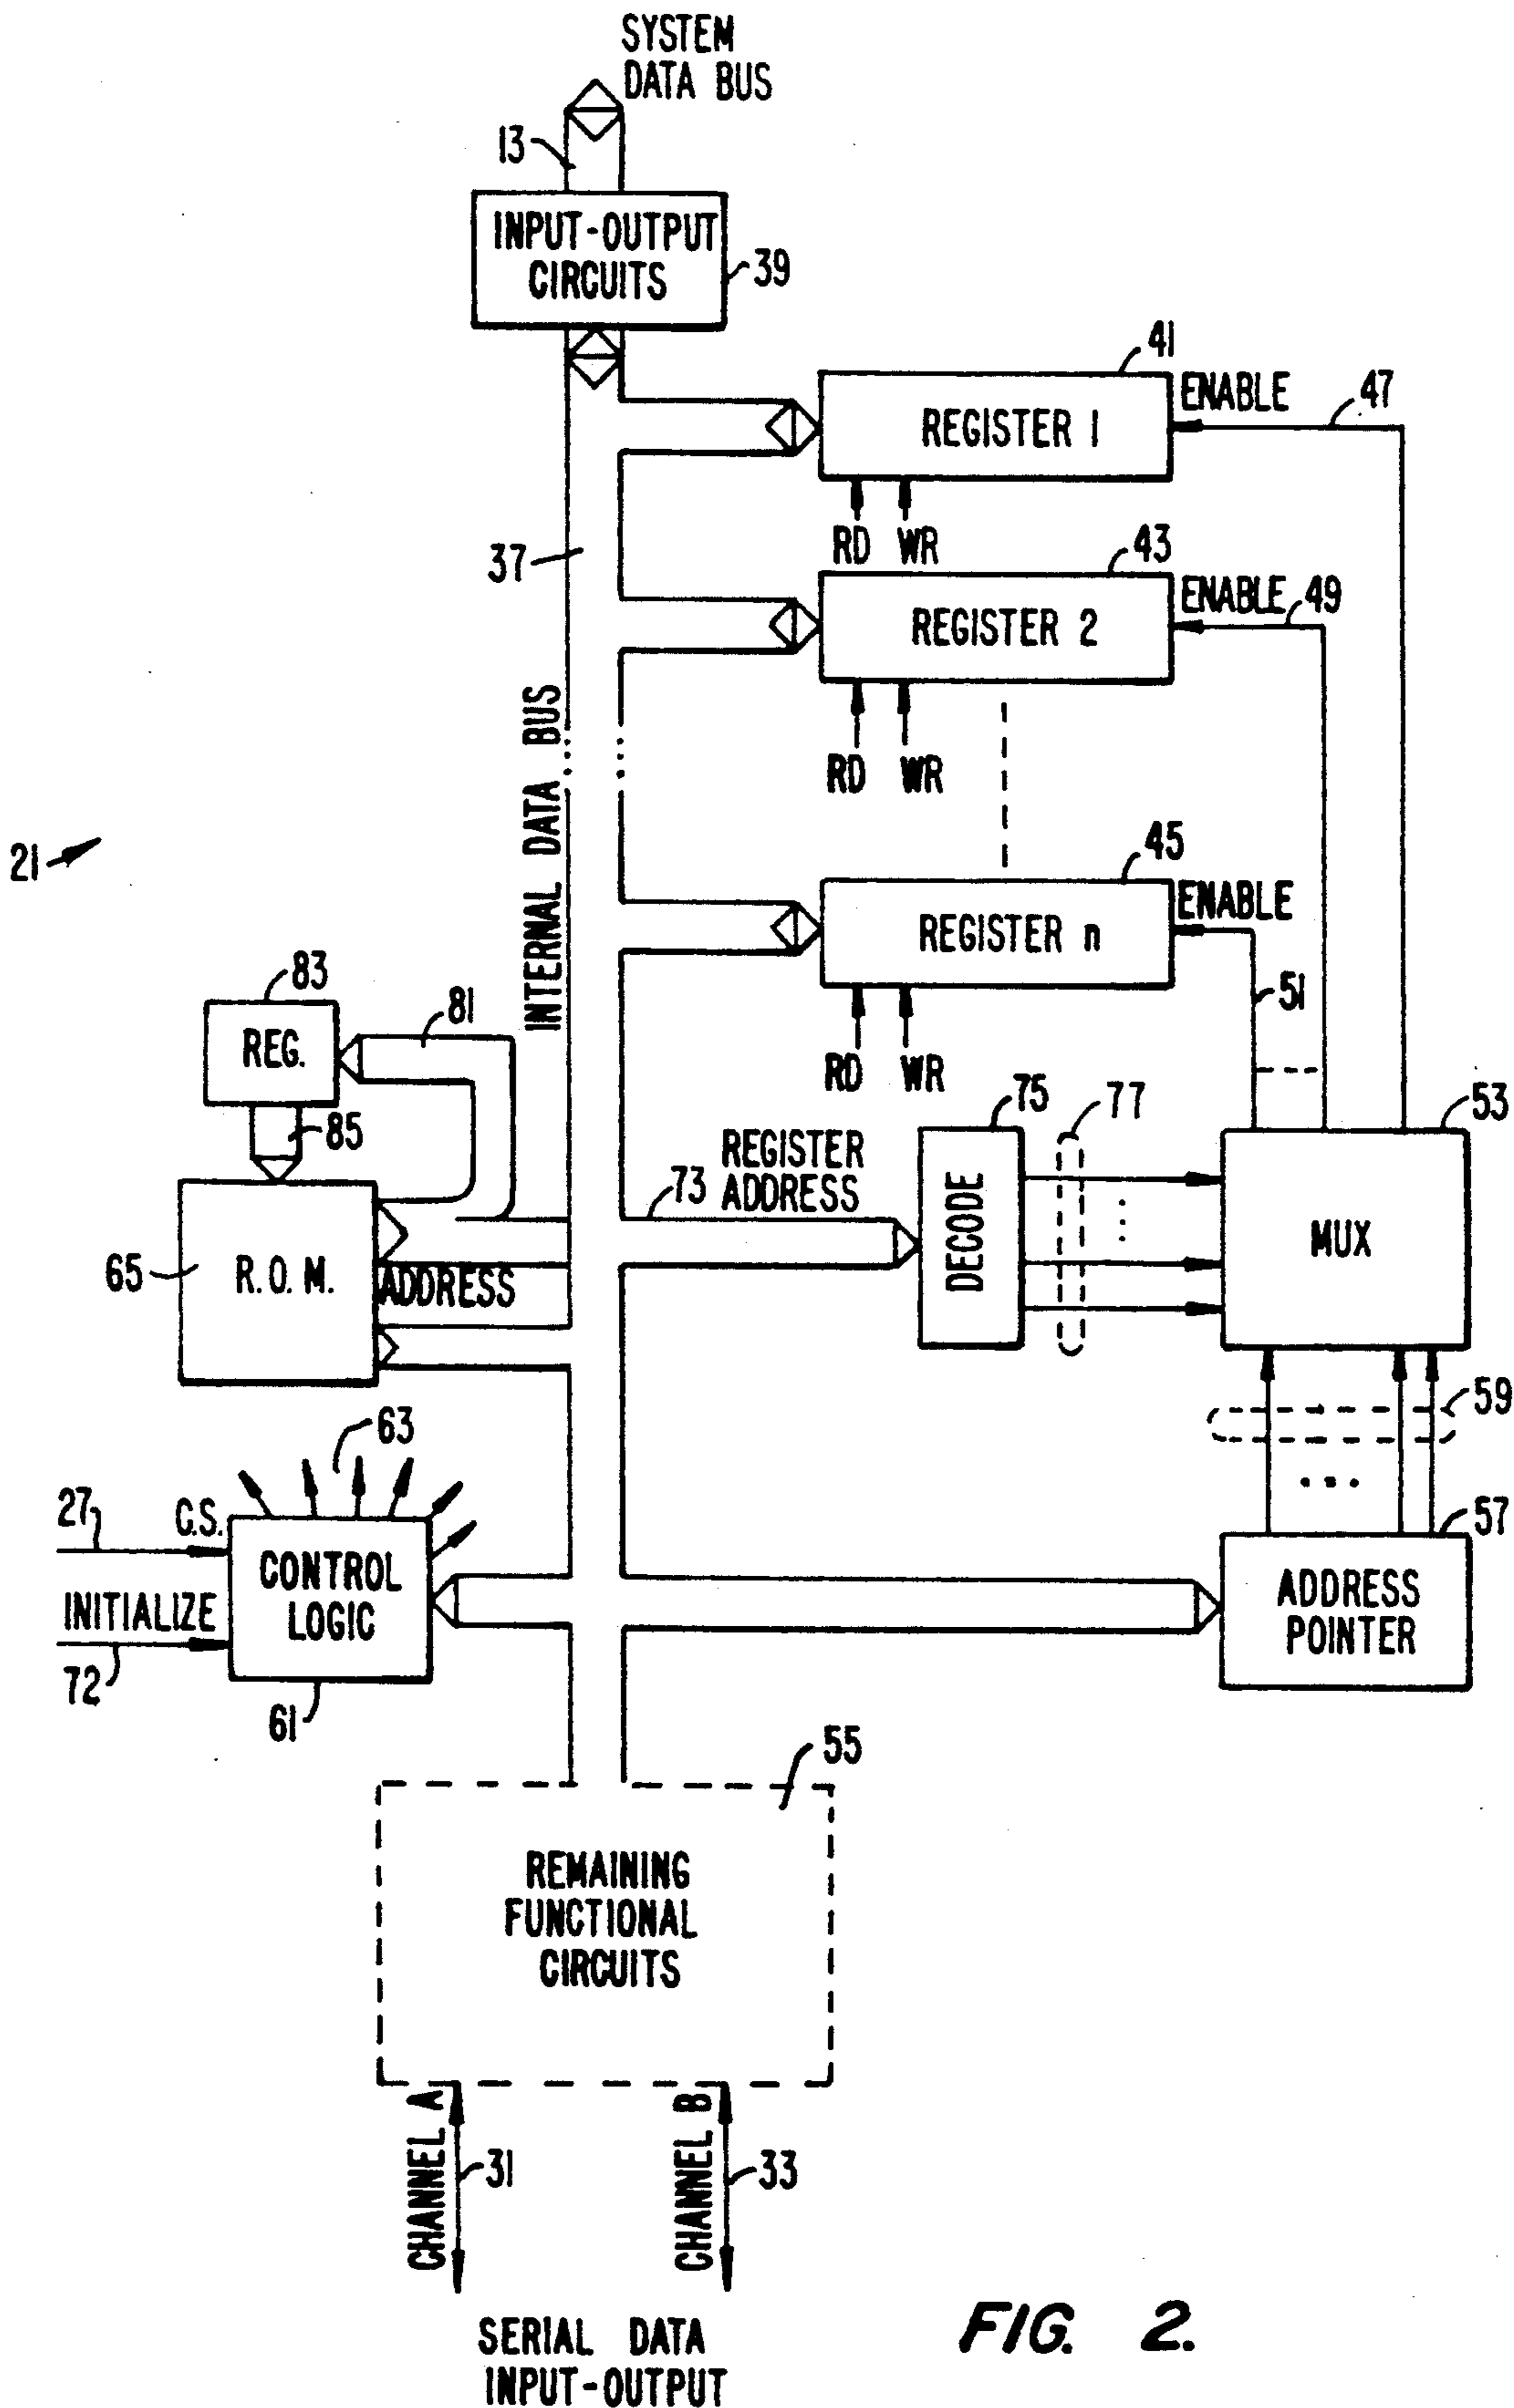 SYSTEM
DATA BUS
13
INPUT-OUTPUT
CIRCUITS
39
41
REGISTER 1
ENABLE
47
RD WR
37
43
REGISTER 2
ENABLE
49
RD WR
INTERNAL DATA BUS
21
45
REGISTER n
ENABLE
51
RD WR
83
REG.
81
85
65
R.O.M.
ADDRESS
73
REGISTER
ADDRESS
75
DECODE
77
53
MUX
59
63
27
C.S.
INITIALIZE
72
CONTROL
LOGIC
61
57
ADDRESS
POINTER
55
REMAINING
FUNCTIONAL
CIRCUITS
CHANNEL A
31
CHANNEL B
33
SERIAL DATA
INPUT-OUTPUT
FIG. 2.